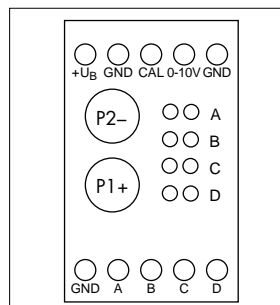 +UB GND CAL 0-10V GND
P2–
A
B
P1+
C
D
GND A B C D